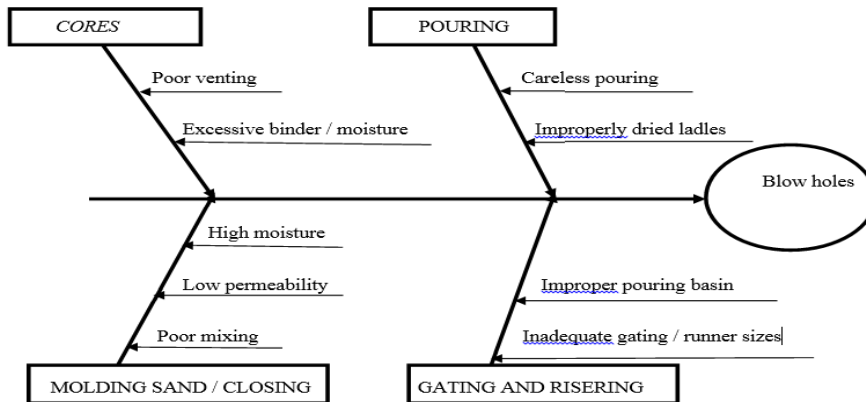 CORES
POURING
Poor venting
Careless pouring
Excessive binder / moisture
Improperly dried ladles
Blow holes
High moisture
Improper pouring basin
Low permeability
Inadequate gating / runner sizes
Poor mixing
MOLDING SAND / CLOSING
GATING AND RISERING